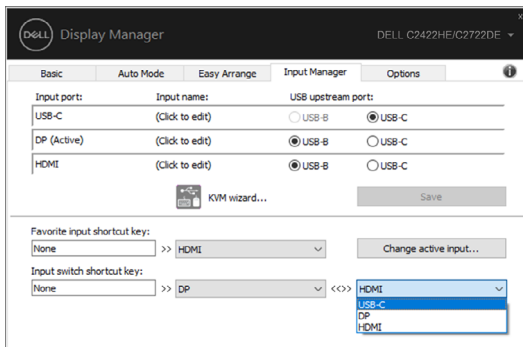 DELL Display Manager DELL C2422HE/C2722DE
Basic Auto Mode Easy Arrange Input Manager Options
Input port: Input name: USB upstream port:
USB-C (Click to edit) USB-B USB-C
DP (Active) (Click to edit) USB-B USB-C
HDMI (Click to edit) USB-B USB-C
KVM wizard... Save
Favorite input shortcut key:
None >> HDMI Change active input...
Input switch shortcut key:
None >> DP <<>> HDMI
USB-C
DP
HDMI